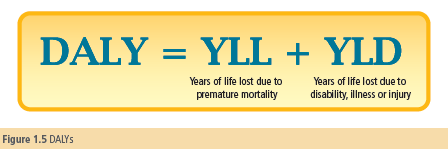 DALY = YLL + YLD
Years of life lost due to premature mortality
Years of life lost due to disability, illness or injury
Figure 1.5 DALYs